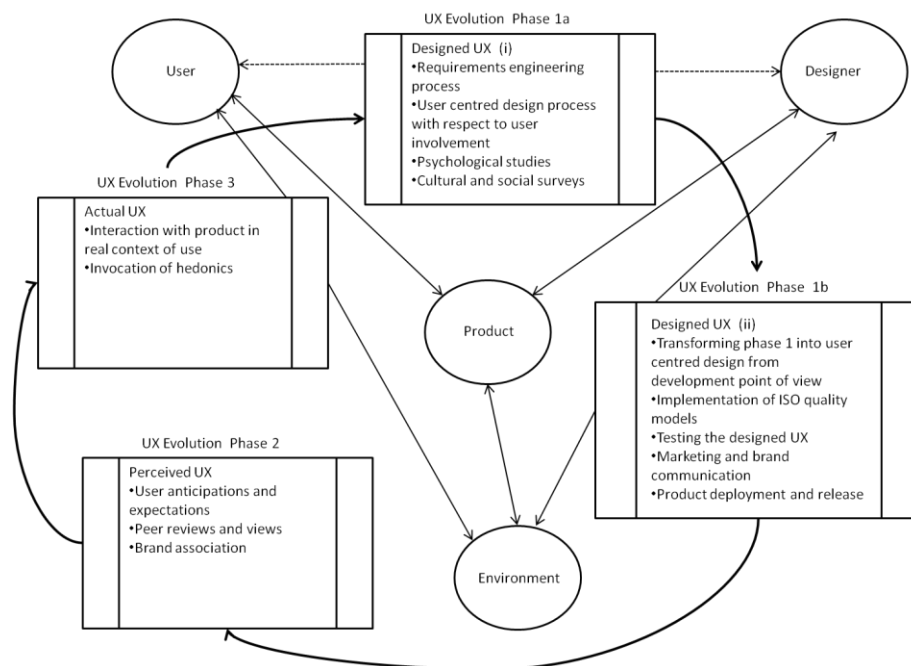 UX Evolution Phase 1a
User
Designed UX (i)
•Requirements engineering
process
•User centred design process
with respect to user
involvement
•Psychological studies
•Cultural and social surveys
Designer
UX Evolution Phase 3
Actual UX
•Interaction with product in
real context of use
•Invocation of hedonics
Product
UX Evolution Phase 1b
Designed UX (ii)
•Transforming phase 1 into user
centred design from
development point of view
•Implementation of ISO quality
models
•Testing the designed UX
•Marketing and brand
communication
•Product deployment and release
UX Evolution Phase 2
Perceived UX
•User anticipations and
expectations
•Peer reviews and views
•Brand association
Environment